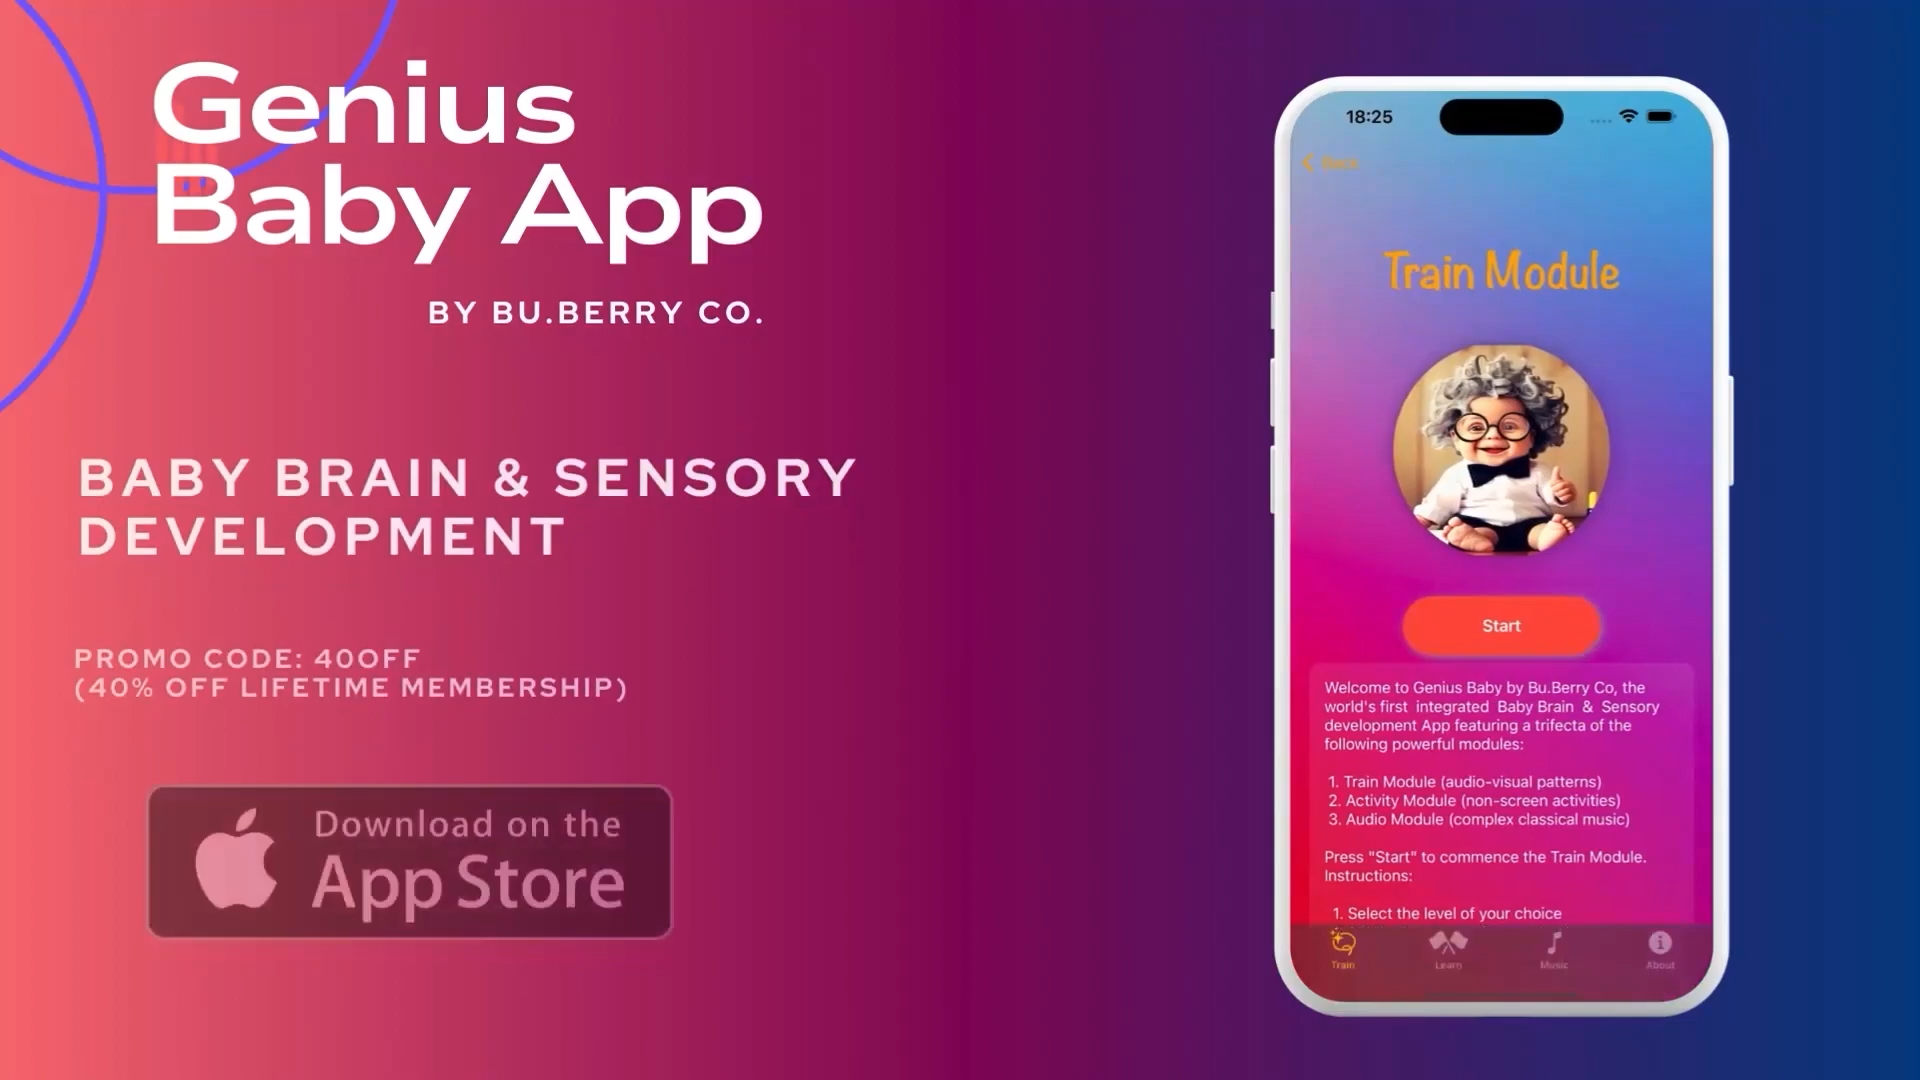 Genius
Baby App
BY BU.BERRY CO.
BABY BRAIN & SENSORY
DEVELOPMENT
PROMO CODE: 40OFF
(40% OFF LIFETIME MEMBERSHIP)
Download on the
App Store
18:25
Back
Train Module
Start
Welcome to Genius Baby by Bu.Berry Co, the
world's first integrated Baby Brain & Sensory
development App featuring a trifecta of the
following powerful modules:
1. Train Module (audio-visual patterns)
2. Activity Module (non-screen activities)
3. Audio Module (complex classical music)
Press "Start" to commence the Train Module.
Instructions:
1. Select the level of your choice
Train
Learn
Music
About